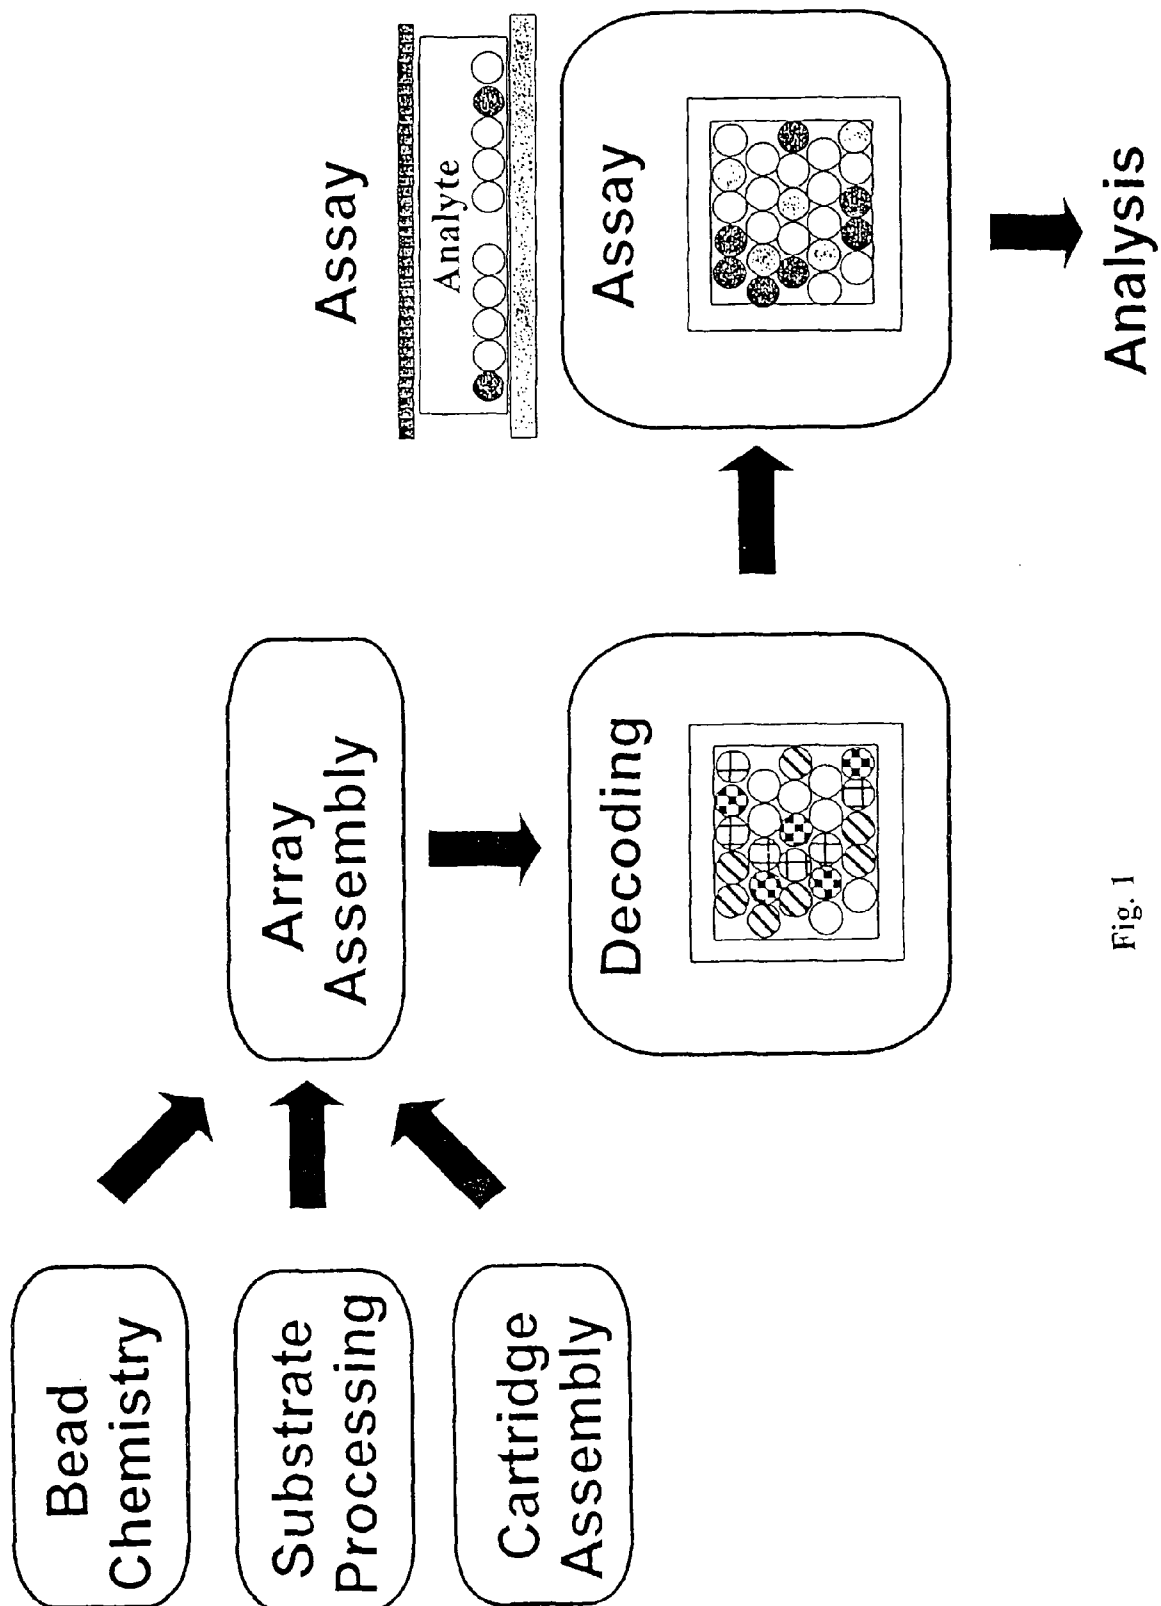 Bead
Chemistry
Substrate
Processing
Cartridge
Assembly
Array
Assembly
Decoding
Assay
Analyte
Assay
Analysis
Fig. 1